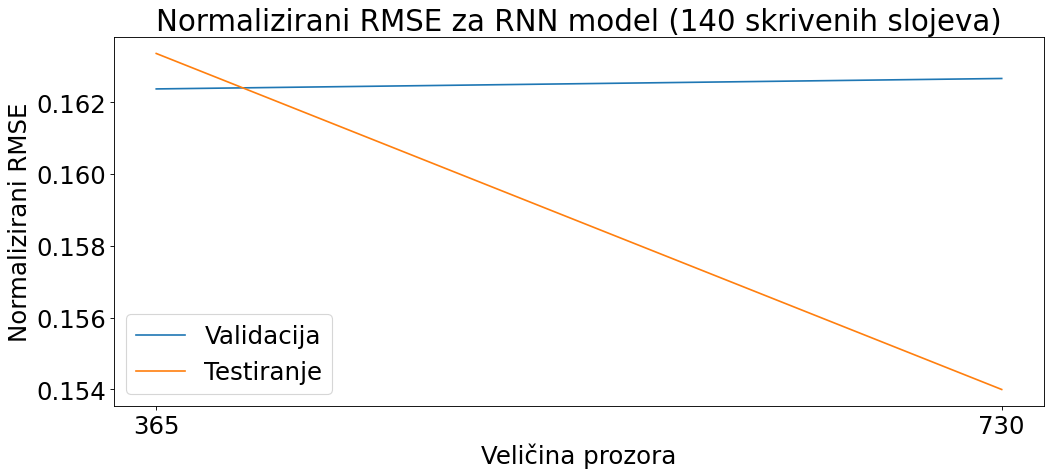 Normalizirani RMSE za RNN model (140 skrivenih slojeva)
Normalizirani RMSE
0.162
0.160
0.158
0.156
0.154
Validacija
Testiranje
365
730
Veličina prozora